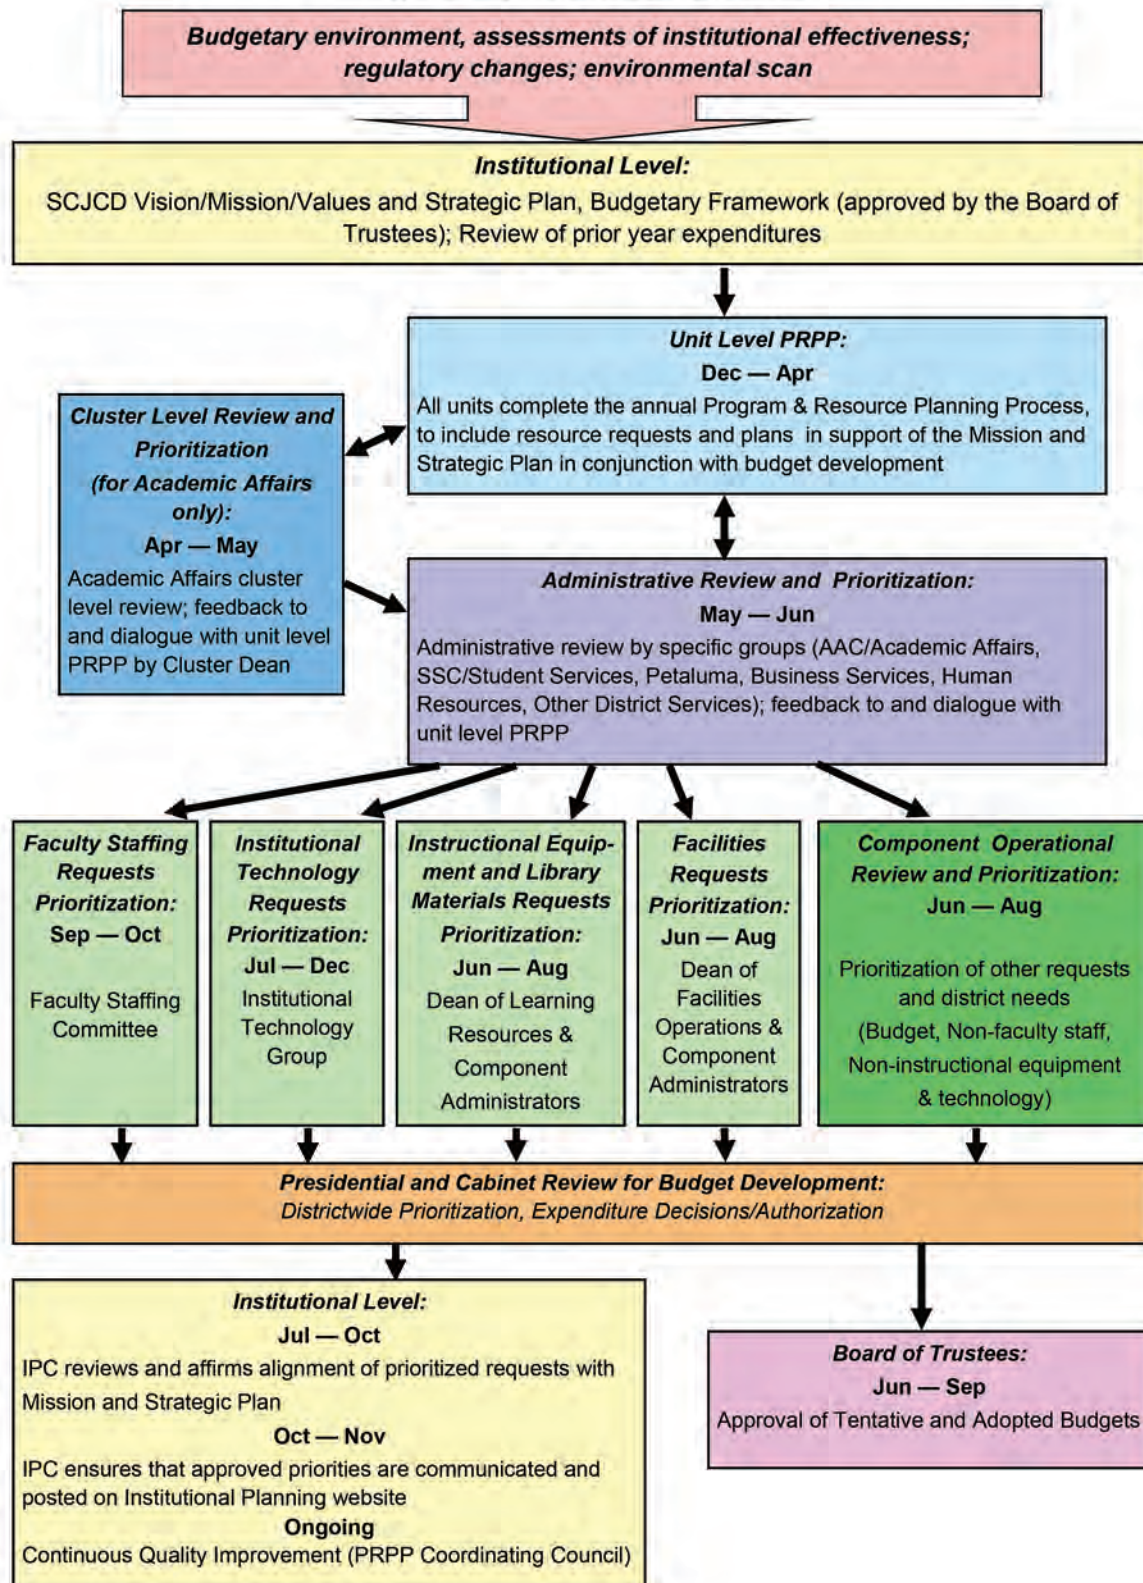 Budgetary environment, assessments of institutional effectiveness;
regulatory changes; environmental scan
Institutional Level:
SCJCD Vision/Mission/Values and Strategic Plan, Budgetary Framework (approved by the Board of
Trustees); Review of prior year expenditures
Unit Level PRPP:
Dec — Apr
All units complete the annual Program & Resource Planning Process,
to include resource requests and plans in support of the Mission and
Strategic Plan in conjunction with budget development
Cluster Level Review and
Prioritization
(for Academic Affairs
only):
Apr — May
Academic Affairs cluster
level review; feedback to
and dialogue with unit level
PRPP by Cluster Dean
Administrative Review and Prioritization:
May — Jun
Administrative review by specific groups (AAC/Academic Affairs,
SSC/Student Services, Petaluma, Business Services, Human
Resources, Other District Services); feedback to and dialogue with
unit level PRPP
Faculty Staffing
Requests
Prioritization:
Sep — Oct
Faculty Staffing
Committee
Institutional
Technology
Requests
Prioritization:
Jul — Dec
Institutional
Technology
Group
Instructional Equip-
ment and Library
Materials Requests
Prioritization:
Jun — Aug
Dean of Learning
Resources &
Component
Administrators
Facilities
Requests
Prioritization:
Jun — Aug
Dean of
Facilities
Operations &
Component
Administrators
Component Operational
Review and Prioritization:
Jun — Aug
Prioritization of other requests
and district needs
(Budget, Non-faculty staff,
Non-instructional equipment
& technology)
Presidential and Cabinet Review for Budget Development:
Districtwide Prioritization, Expenditure Decisions/Authorization
Institutional Level:
Jul — Oct
IPC reviews and affirms alignment of prioritized requests with
Mission and Strategic Plan
Oct — Nov
IPC ensures that approved priorities are communicated and
posted on Institutional Planning website
Ongoing
Continuous Quality Improvement (PRPP Coordinating Council)
Board of Trustees:
Jun — Sep
Approval of Tentative and Adopted Budgets